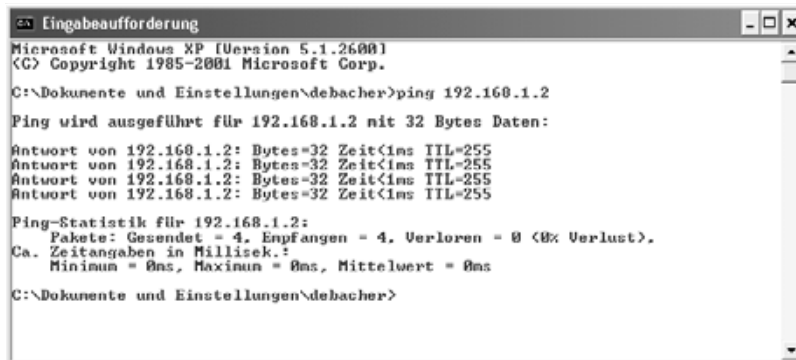 Eingabeaufforderung
Microsoft Windows XP [Version 5.1.2600]
(C) Copyright 1985-2001 Microsoft Corp.
C:\Dokumente und Einstellungen\debacher>ping 192.168.1.2
Ping wird ausgeführt für 192.168.1.2 mit 32 Bytes Daten:
Antwort von 192.168.1.2: Bytes=32 Zeit<1ms TTL=255
Antwort von 192.168.1.2: Bytes=32 Zeit<1ms TTL=255
Antwort von 192.168.1.2: Bytes=32 Zeit<1ms TTL=255
Antwort von 192.168.1.2: Bytes=32 Zeit<1ms TTL=255
Ping-Statistik für 192.168.1.2:
Pakete: Gesendet = 4, Empfangen = 4, Verloren = 0 (0% Verlust),
Ca. Zeitangaben in Millisek.:
Minimum = 0ms, Maximum = 0ms, Mittelwert = 0ms
C:\Dokumente und Einstellungen\debacher>